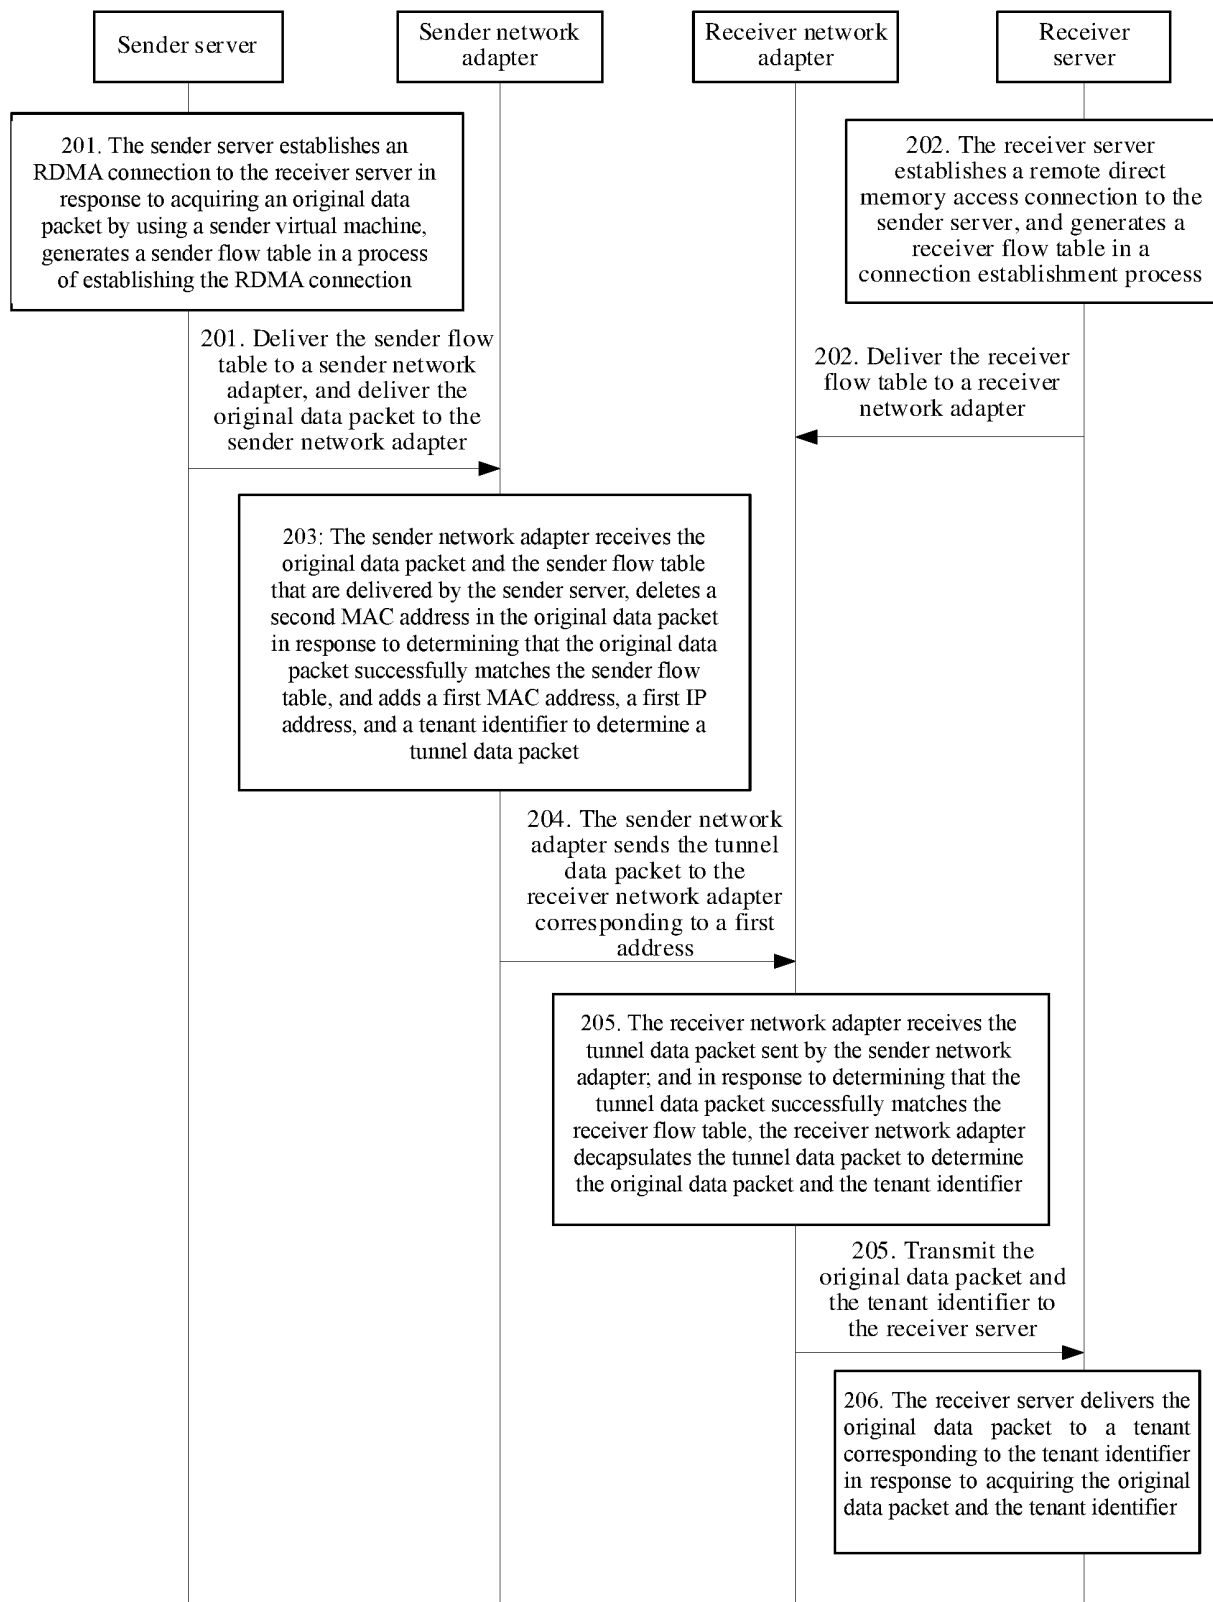 Sender server
Sender network
adapter
Receiver network
adapter
Receiver
server
201. The sender server establishes an
RDMA connection to the receiver server in
response to acquiring an original data
packet by using a sender virtual machine,
generates a sender flow table in a process
of establishing the RDMA connection
202. The receiver server
establishes a remote direct
memory access connection to the
sender server, and generates a
receiver flow table in a
connection establishment process
201. Deliver the sender flow
table to a sender network
adapter, and deliver the
original data packet to the
sender network adapter
202. Deliver the receiver
flow table to a receiver
network adapter
203: The sender network adapter receives the
original data packet and the sender flow table
that are delivered by the sender server, deletes a
second MAC address in the original data packet
in response to determining that the original data
packet successfully matches the sender flow
table, and adds a first MAC address, a first IP
address, and a tenant identifier to determine a
tunnel data packet
204. The sender network
adapter sends the tunnel
data packet to the
receiver network adapter
corresponding to a first
address
205. The receiver network adapter receives the
tunnel data packet sent by the sender network
adapter; and in response to determining that the
tunnel data packet successfully matches the
receiver flow table, the receiver network adapter
decapsulates the tunnel data packet to determine
the original data packet and the tenant identifier
205. Transmit the
original data packet and
the tenant identifier to
the receiver server
206. The receiver server delivers the
original data packet to a tenant
corresponding to the tenant identifier
in response to acquiring the original
data packet and the tenant identifier